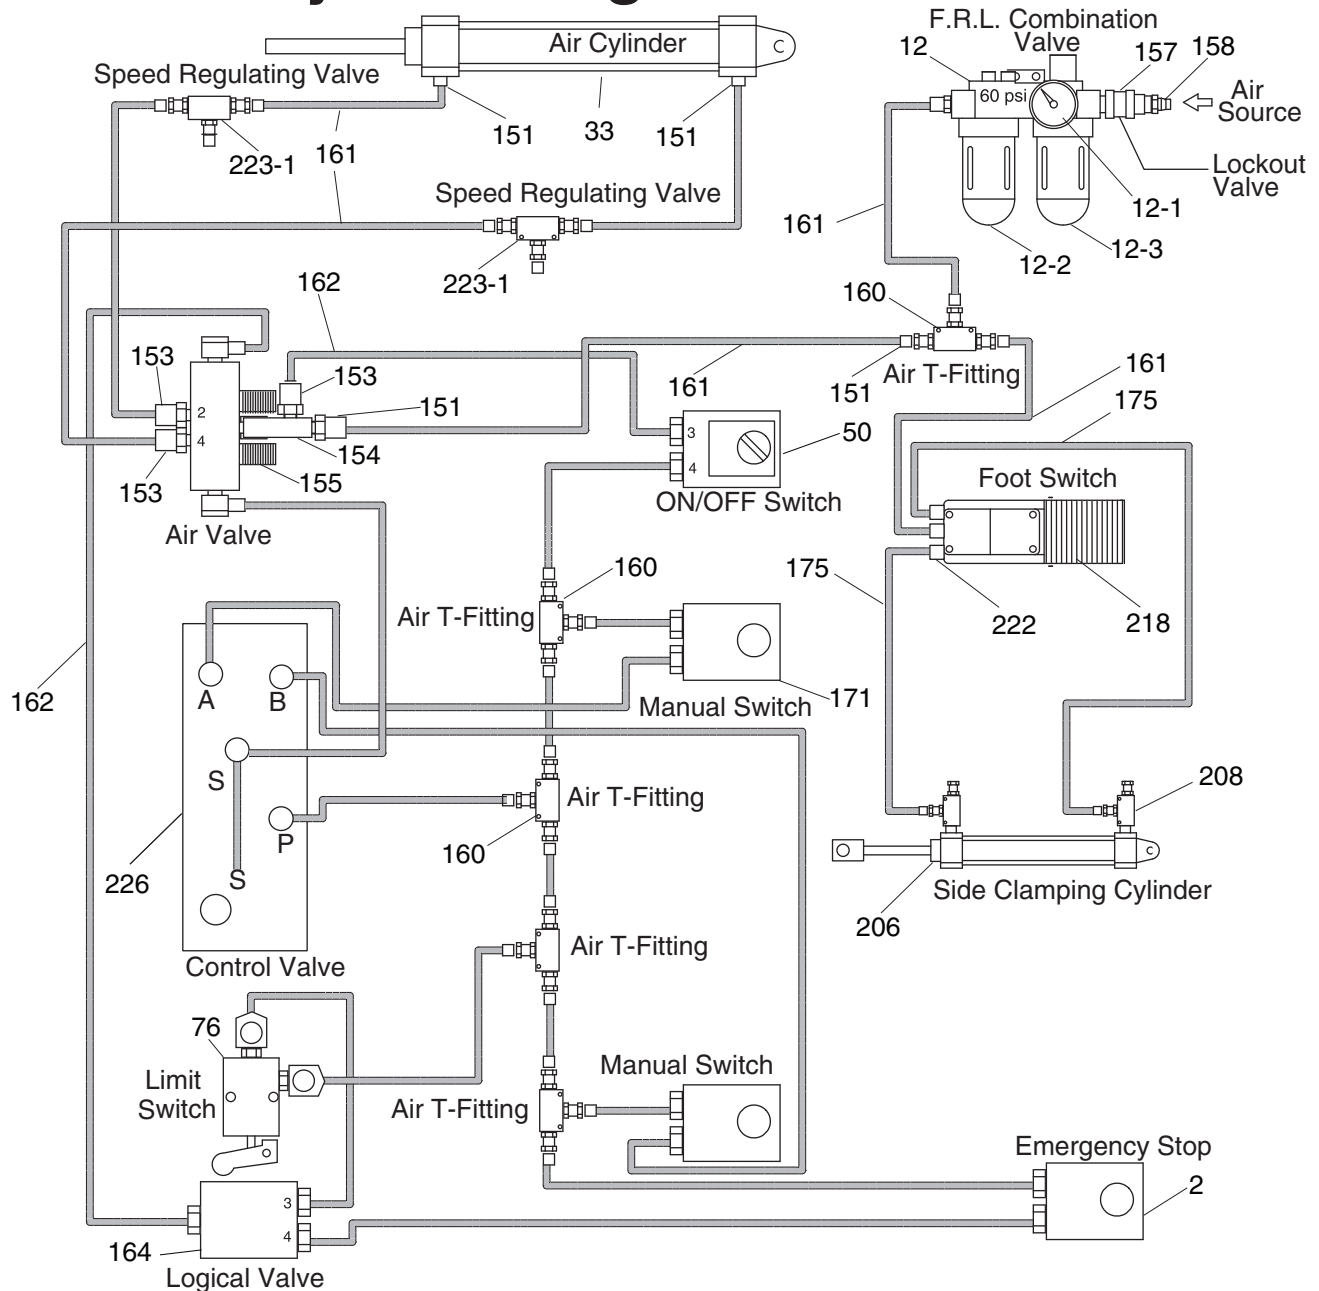 Air Cylinder
F.R.L. Combination
Valve
12
157
158
Speed Regulating Valve
60 psi
Air
Source
151
33
151
223-1
161
Lockout
Valve
Speed Regulating Valve
12-1
161
12-3
12-2
223-1
162
160
153
153
161
151
Air T-Fitting
161
175
2
4
151
154
155
153
3
4
50
ON/OFF Switch
Foot Switch
Air Valve
160
175
Air T-Fitting
222
218
162
A
B
Manual Switch
171
S
Air T-Fitting
208
P
160
226
S
Side Clamping Cylinder
206
Air T-Fitting
Control Valve
76
Limit
Switch
Manual Switch
Air T-Fitting
Emergency Stop
2
3
4
164
Logical Valve